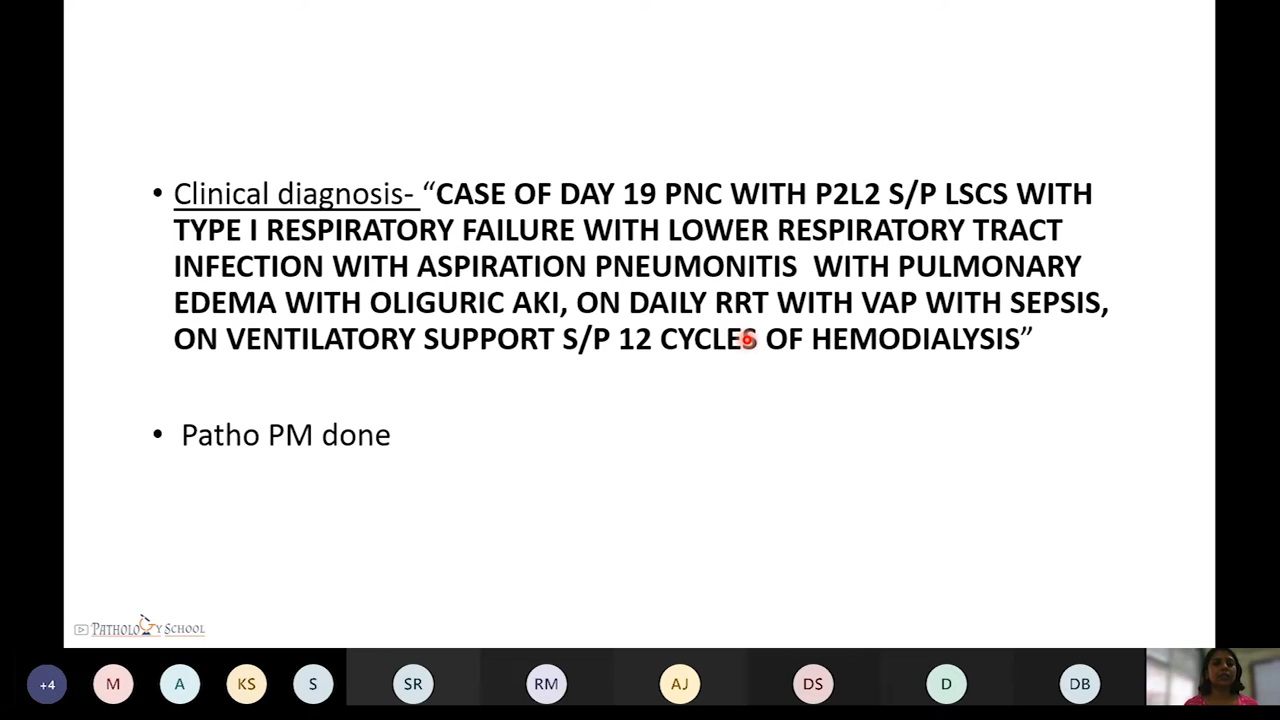 • Clinical diagnosis- “CASE OF DAY 19 PNC WITH P2L2 S/P LSCS WITH
TYPE I RESPIRATORY FAILURE WITH LOWER RESPIRATORY TRACT
INFECTION WITH ASPIRATION PNEUMONITIS WITH PULMONARY
EDEMA WITH OLIGURIC AKI, ON DAILY RRT WITH VAP WITH SEPSIS,
ON VENTILATORY SUPPORT S/P 12 CYCLES OF HEMODIALYSIS”
• Patho PM done
PATHOLOGY SCHOOL
+4 M A KS S SR RM AJ DS D DB